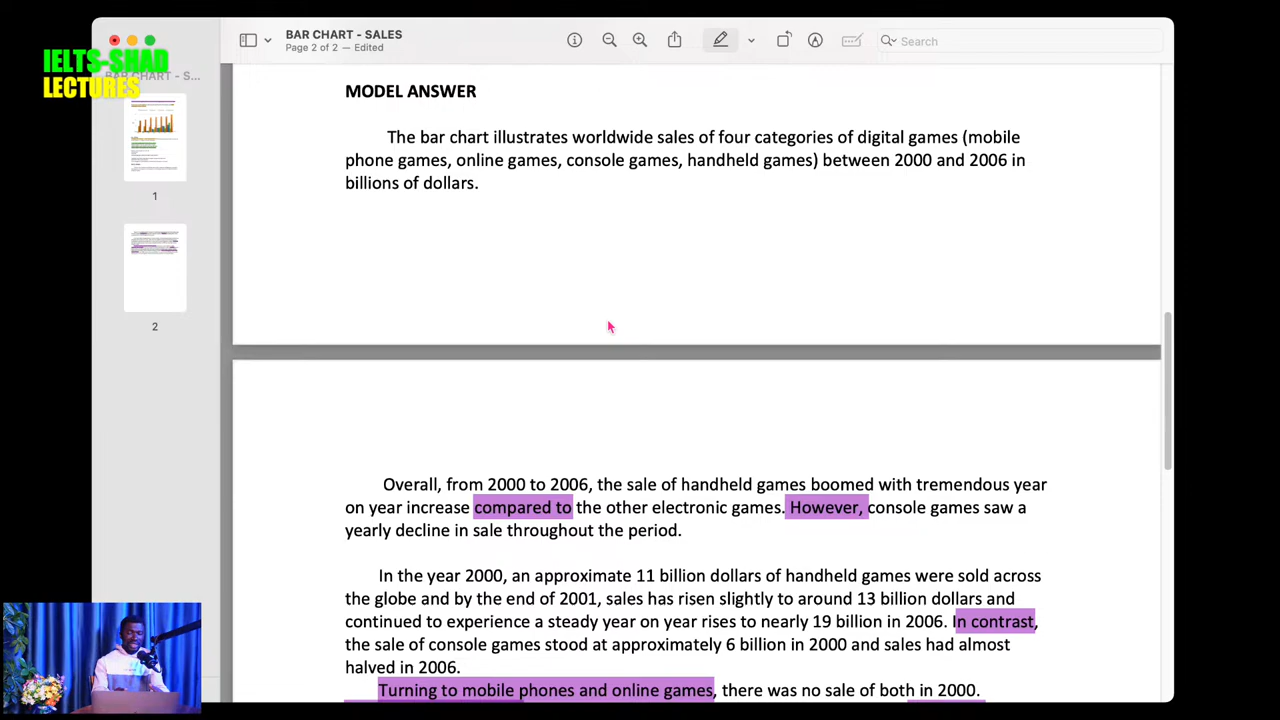 BAR CHART - SALES
Page 2 of 2 — Edited
Search
IELTS-SHAD
LECTURES
BAR CHART - S...
1
2
MODEL ANSWER
The bar chart illustrates worldwide sales of four categories of digital games (mobile
phone games, online games, console games, handheld games) between 2000 and 2006 in
billions of dollars.
Overall, from 2000 to 2006, the sale of handheld games boomed with tremendous year
on year increase compared to the other electronic games. However, console games saw a
yearly decline in sale throughout the period.
In the year 2000, an approximate 11 billion dollars of handheld games were sold across
the globe and by the end of 2001, sales has risen slightly to around 13 billion dollars and
continued to experience a steady year on year rises to nearly 19 billion in 2006. In contrast,
the sale of console games stood at approximately 6 billion in 2000 and sales had almost
halved in 2006.
Turning to mobile phones and online games, there was no sale of both in 2000.